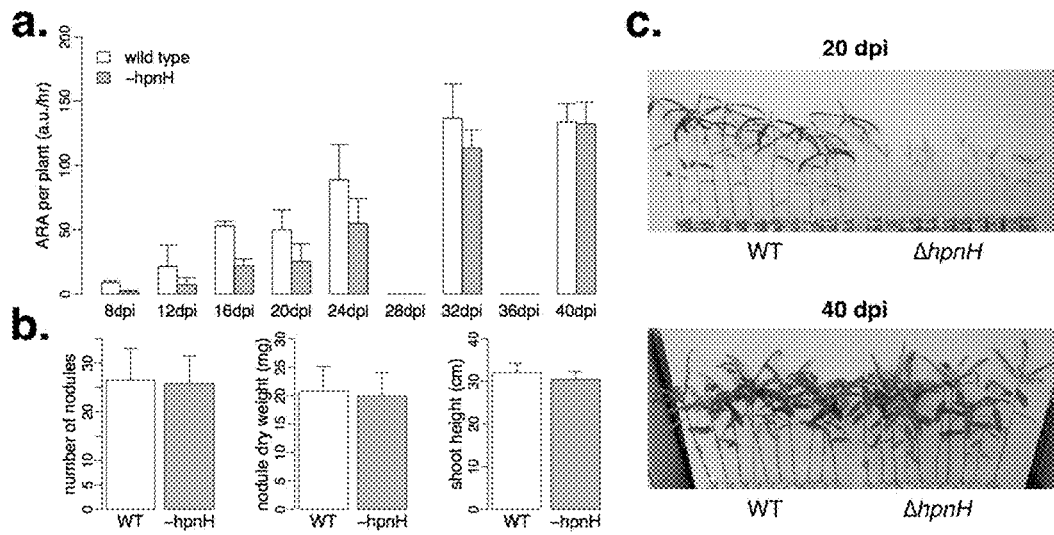 a.
200
150
100
50
0
ARA per plant (a.u./hr)
wild type
~hpnH
8dpi 12dpi 16dpi 20dpi 24dpi 28dpi 32dpi 36dpi 40dpi
b.
number of nodules
30
20
10
5
0
WT ~hpnH
nodule dry weight (mg)
30
25
20
15
10
5
0
WT ~hpnH
shoot height (cm)
40
30
20
10
0
WT ~hpnH
c.
20 dpi
WT ΔhpnH
40 dpi
WT ΔhpnH